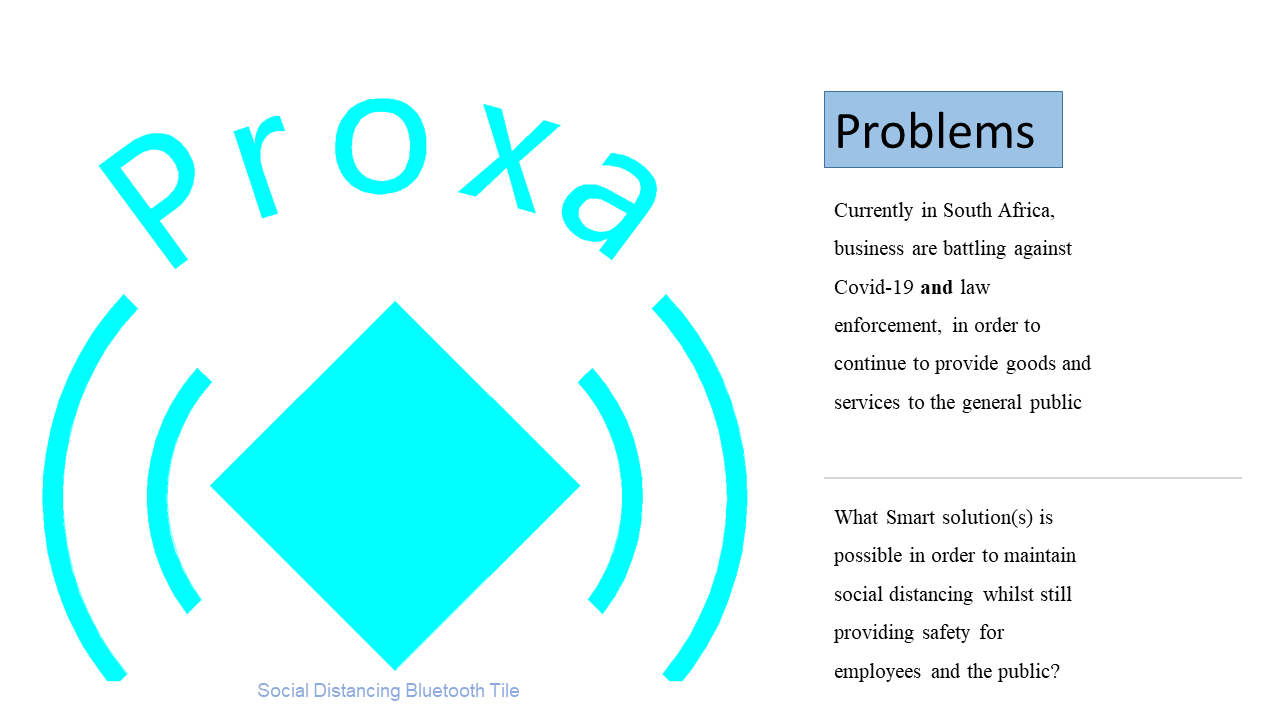 Proxa
Social Distancing Bluetooth Tile
Problems
Currently in South Africa,
business are battling against
Covid-19 and law
enforcement, in order to
continue to provide goods and
services to the general public
What Smart solution(s) is
possible in order to maintain
social distancing whilst still
providing safety for
employees and the public?